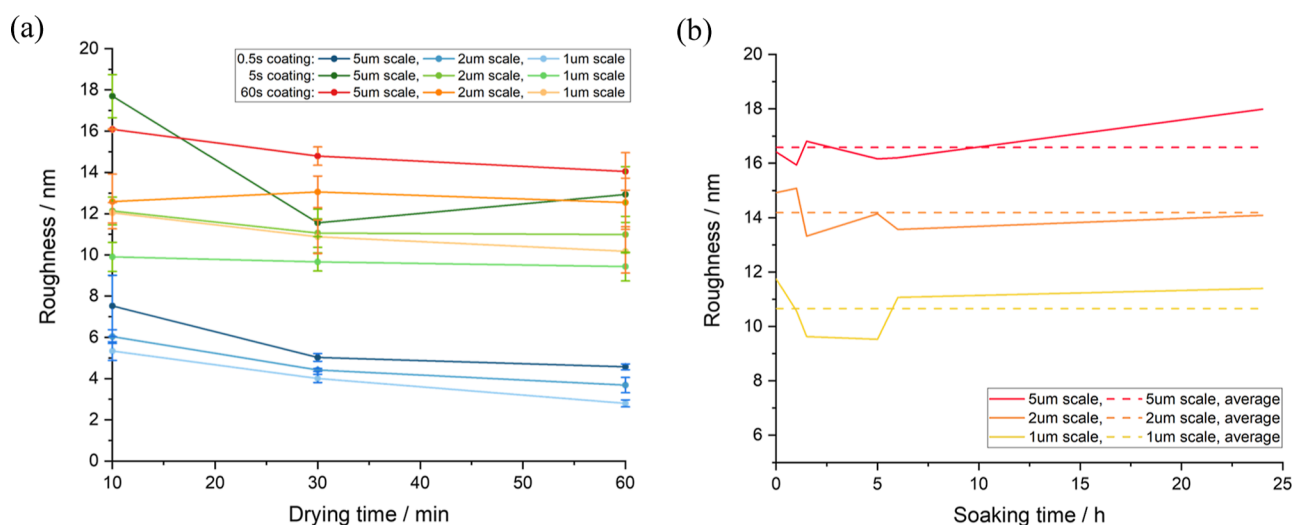 (a)
20
18
16
14
12
10
8
6
4
2
0
Roughness / nm
0.5s coating: 5um scale, 2um scale, 1um scale
5s coating: 5um scale, 2um scale, 1um scale
60s coating: 5um scale, 2um scale, 1um scale
10 20 30 40 50 60
Drying time / min
(b)
20
18
16
14
12
10
8
6
Roughness / nm
5um scale, 5um scale, average
2um scale, 2um scale, average
1um scale, 1um scale, average
0 5 10 15 20 25
Soaking time / h